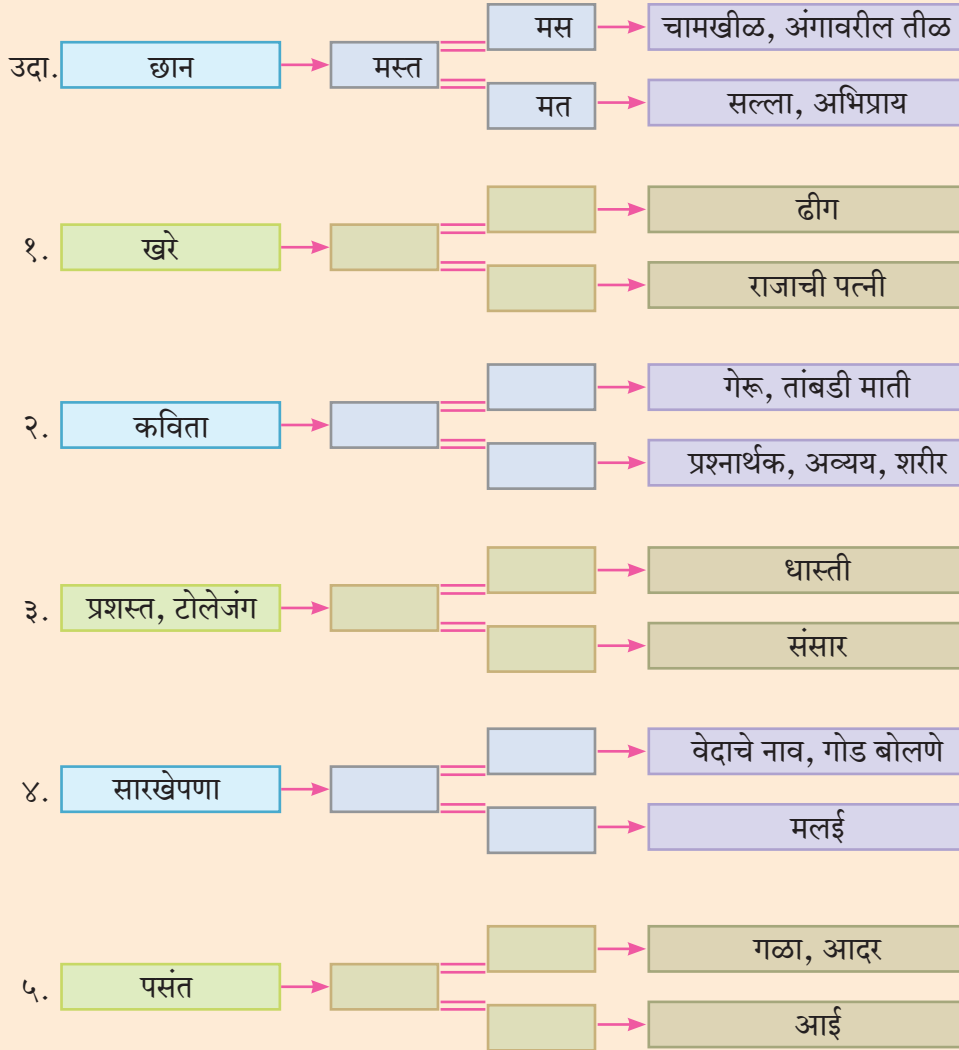 मस चामखीळ, अंगावरील तीळ
उदा. छान मस्त
मत सल्ला, अभिप्राय
ढीग
१. खरे
राजाची पत्नी
गेरू, तांबडी माती
२. कविता
प्रश्नार्थक, अव्यय, शरीर
धास्ती
३. प्रशस्त, टोलेजंग
संसार
वेदाचे नाव, गोड बोलणे
४. सारखेपणा
मलई
गळा, आदर
५. पसंत
आई